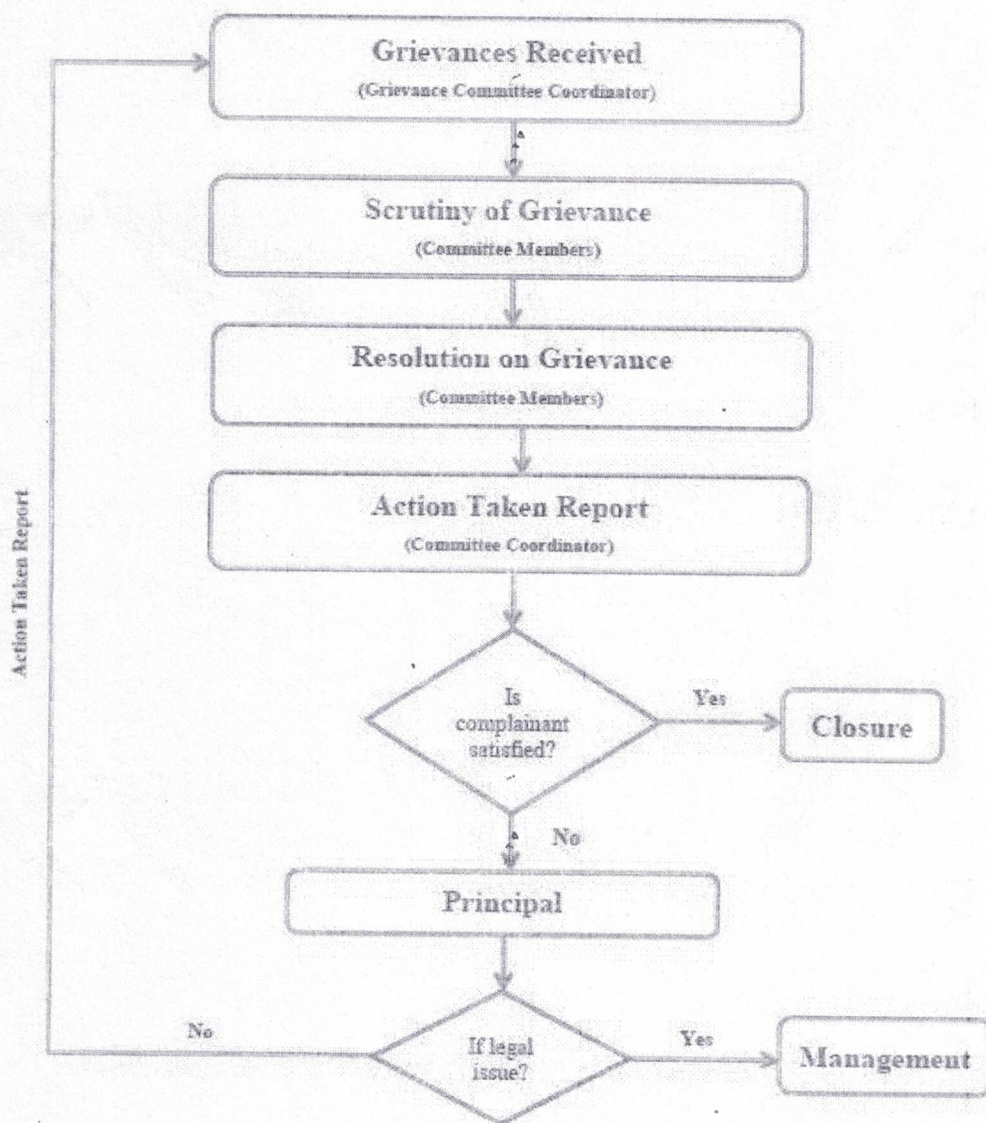 Grievances Received
(Grievance Committee Coordinator)
Scrutiny of Grievance
(Committee Members)
Resolution on Grievance
(Committee Members)
Action Taken Report
(Committee Coordinator)
Action Taken Report
Is
complainant
satisfied?
Yes
Closure
No
Principal
No
If legal
issue?
Yes
Management